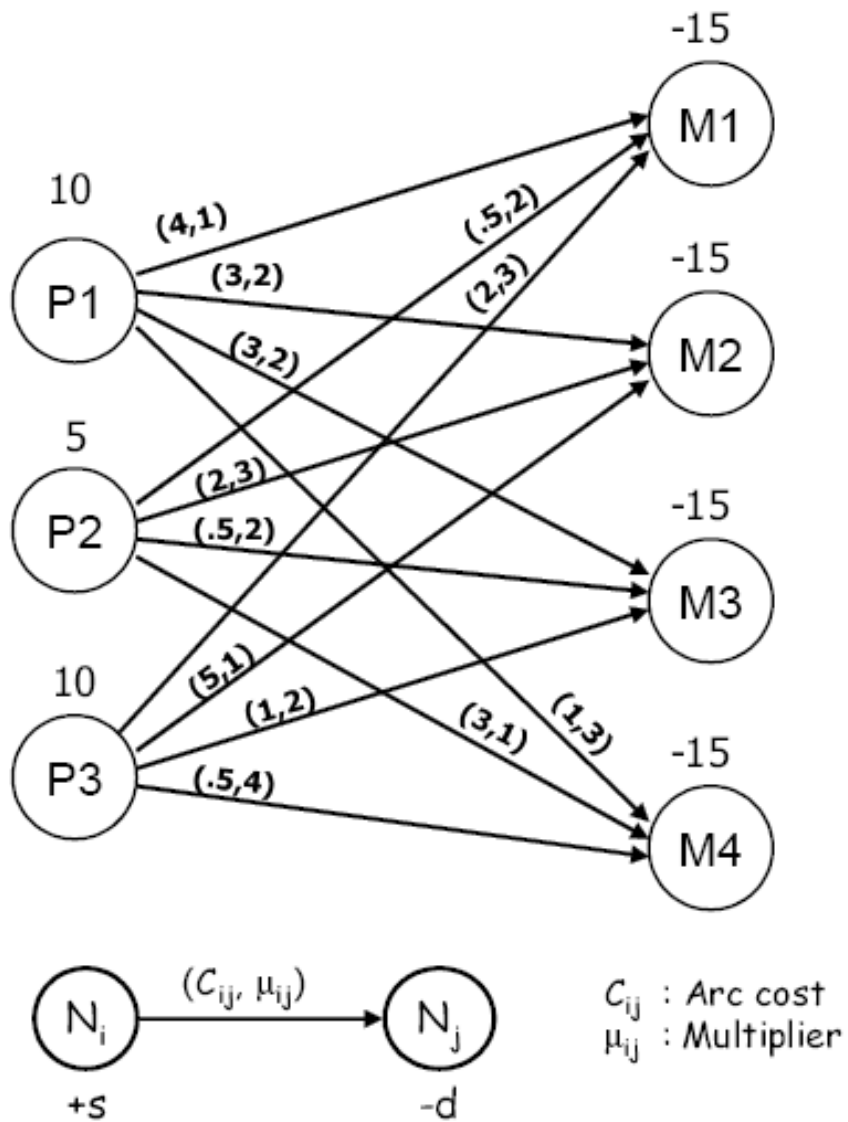 -15
M1
10
(4,1)
(.5,2)
P1
(3,2)
(2,3)
-15
M2
(3,2)
5
P2
(2,3)
(.5,2)
-15
M3
10
P3
(5,1)
(1,2)
(3,1)
(1,3)
(.5,4)
-15
M4
Ni
(Cij, μij)
Nj
Cij : Arc cost
μij : Multiplier
+s
-d